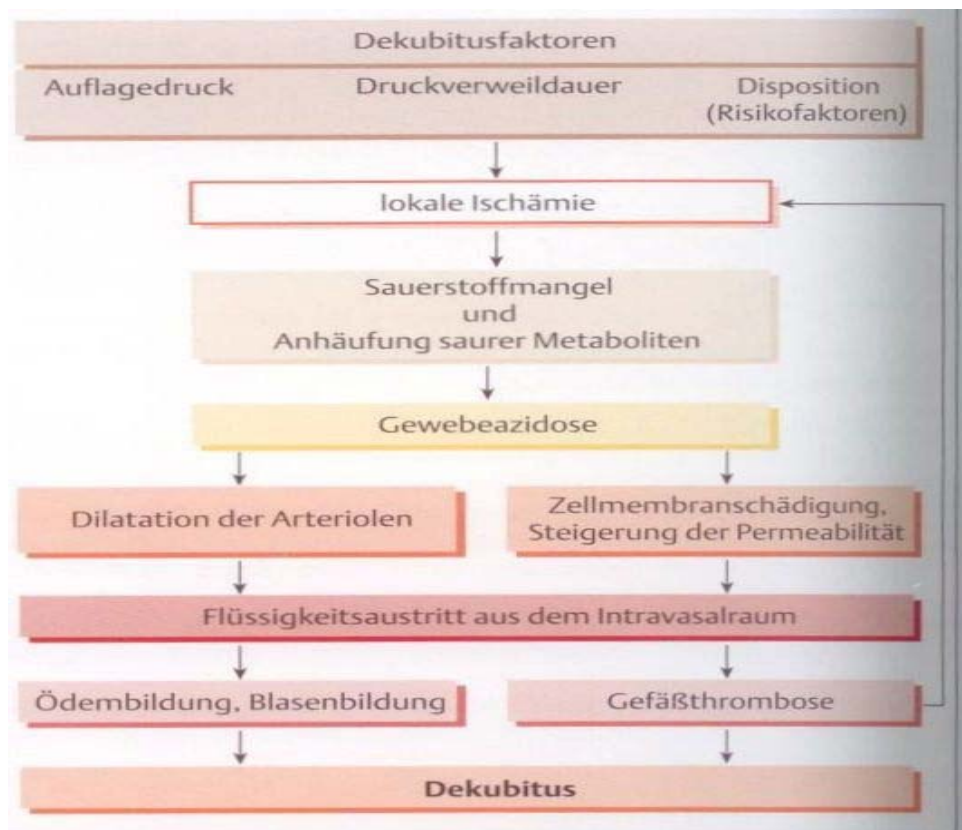 Dekubitusfaktoren
Auflagedruck Druckverweildauer Disposition
(Risikofaktoren)
lokale Ischämie
Sauerstoffmangel
und
Anhäufung saurer Metaboliten
Gewebeazidose
Dilatation der Arteriolen
Zellmembranschädigung,
Steigerung der Permeabilität
Flüssigkeitsaustritt aus dem Intravasalraum
Ödembildung, Blasenbildung
Gefäßthrombose
Dekubitus